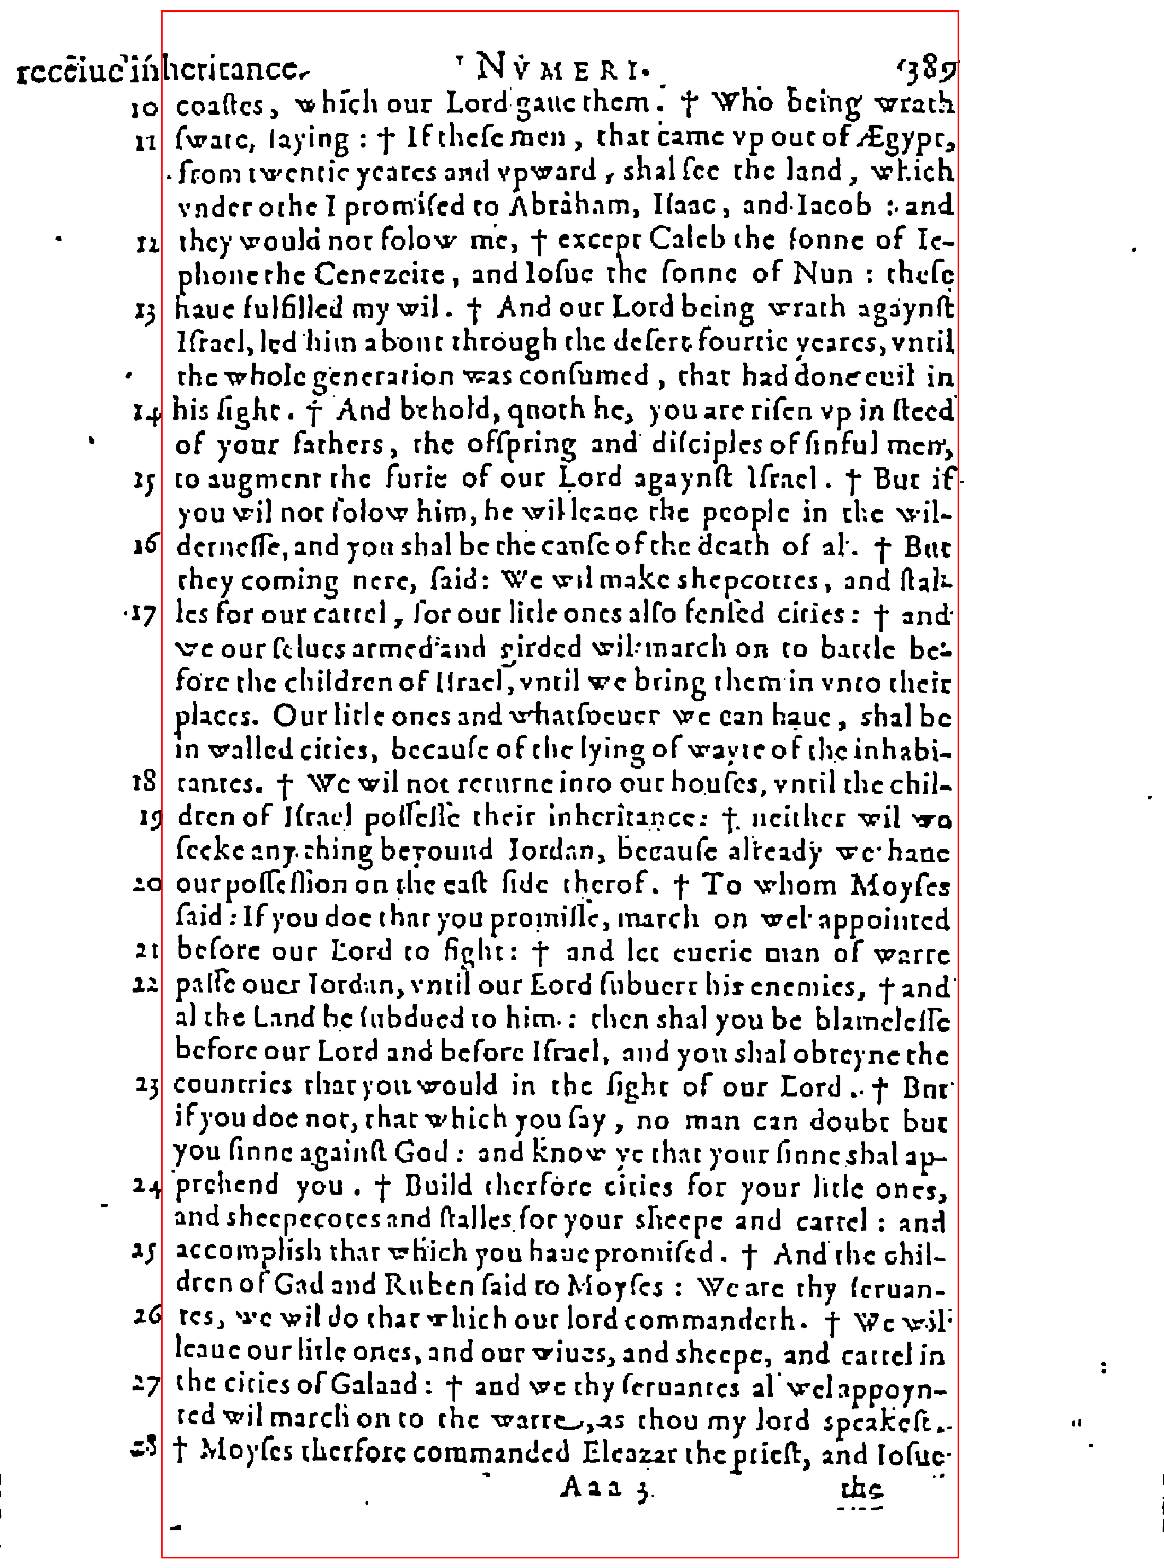 receiue inheritance. NVMERI. 389
10 coastes, which our Lord gaue them. † Who being wrath
11 sware, saying: † If these men, that came vp out of Ægypt,
from twentie yeares and vpward, shal see the land, which
vnder othe I promised to Abraham, Isaac, and Iacob: and
12 they would not folow me, † except Caleb the sonne of Ie-
phone the Cenezeite, and Iosue the sonne of Nun: these
13 haue fulfilled my wil. † And our Lord being wrath agaynst
Israel, led him about through the desert fourtie yeares, vntil
the whole generation was consumed, that had done euil in
14 his sight. † And behold, quoth he, you are risen vp in steed
of your fathers, the ofspring and disciples of sinful men,
15 to augment the furie of our Lord agaynst Israel. † But if
you wil not folow him, he wil leaue the people in the wil-
16 dernesse, and you shal be the cause of the death of al. † But
they coming nere, said: We wil make shepcottes, and stal-
17 les for our cattel, for our litle ones also fensed cities: † and
we our selues armed and girded wil march on to battle be-
fore the children of Israel, vntil we bring them in vnto their
places. Our litle ones and whatsoeuer we can haue, shal be
in walled cities, because of the lying of wayte of the inhabi-
18 tantes. † We wil not returne into our houses, vntil the chil-
19 dren of Israel possesse their inheritance: † neither wil we
seeke any thing beyound Iordan, because already we haue
20 our possession on the east side therof. † To whom Moyses
said: If you doe that you promisse, march on wel appointed
21 before our Lord to fight: † and let euerie man of warre
22 passe ouer Iordan, vntil our Lord subuert his enemies, † and
al the Land be subdued to him: then shal you be blamelesse
before our Lord and before Israel, and you shal obteyne the
23 countries that you would in the sight of our Lord. † But
if you doe not, that which you say, no man can doubt but
you sinne against God: and know ye that your sinne shal ap-
24 prehend you. † Build therfore cities for your litle ones,
and sheepecotes and stalles for your sheepe and cattel: and
25 accomplish that which you haue promised. † And the chil-
dren of Gad and Ruben said to Moyses: We are thy seruan-
26 tes, we wil do that which our lord commandeth. † We wil
leaue our litle ones, and our wiues, and sheepe, and cattel in
27 the cities of Galaad: † and we thy seruantes al wel appoyn-
ted wil march on to the warre, as thou my lord speakest.
28 † Moyses therfore commanded Eleazar the priest, and Iosue
Aaa 3. the